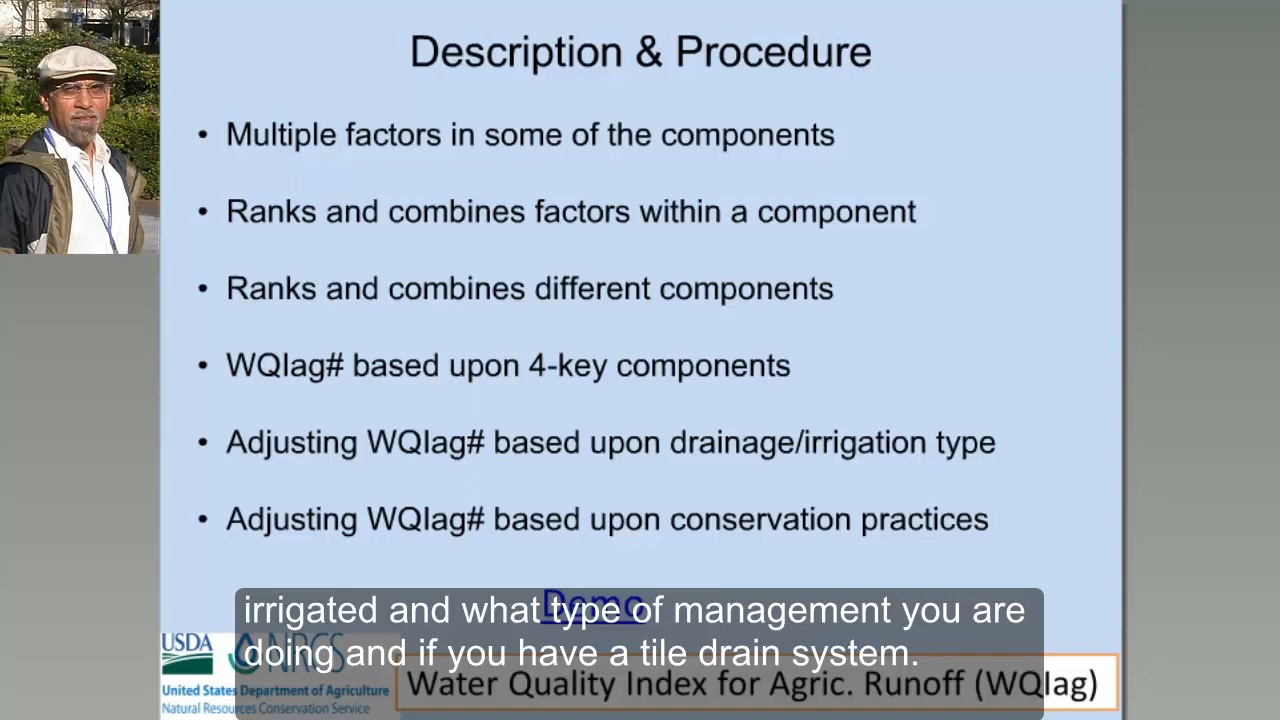 Description & Procedure
• Multiple factors in some of the components
• Ranks and combines factors within a component
• Ranks and combines different components
• WQIag# based upon 4-key components
• Adjusting WQIag# based upon drainage/irrigation type
• Adjusting WQIag# based upon conservation practices
Demo
irrigated and what type of management you are
doing and if you have a tile drain system.
USDA NRCS
United States Department of Agriculture
Natural Resources Conservation Service
Water Quality Index for Agric. Runoff (WQIag)